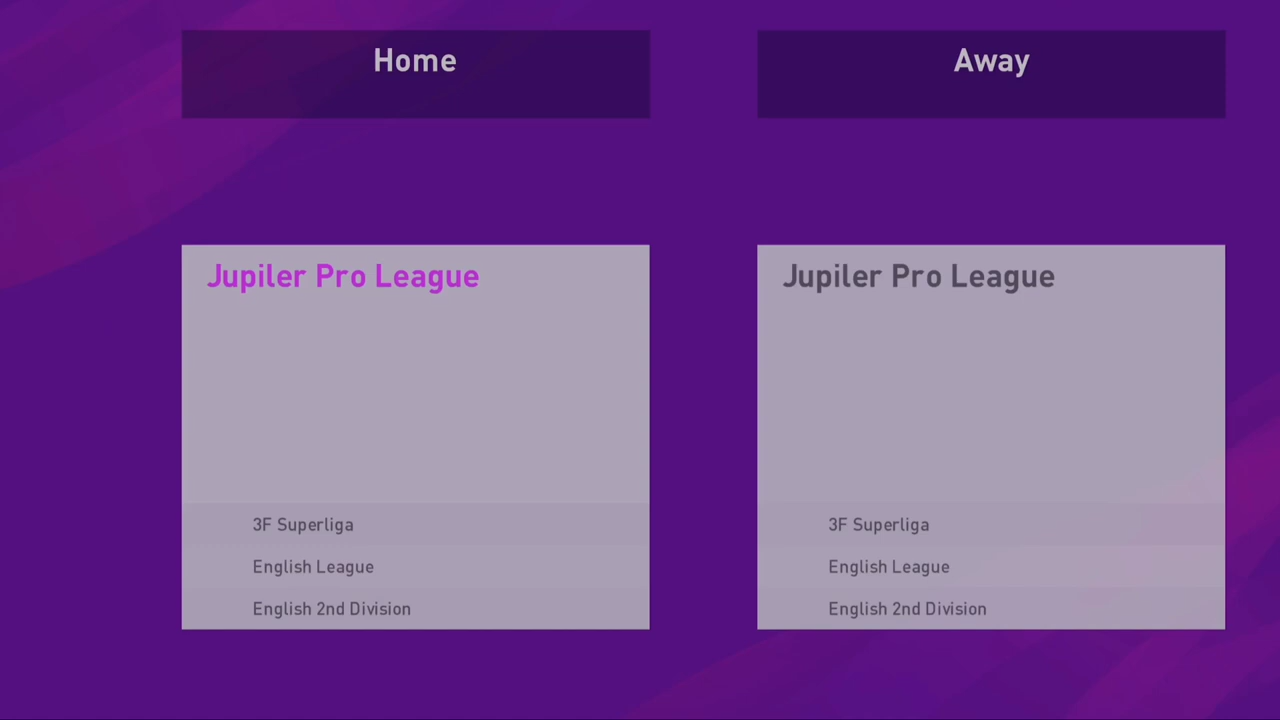 Home
Away
Jupiler Pro League
3F Superliga
English League
English 2nd Division
Jupiler Pro League
3F Superliga
English League
English 2nd Division